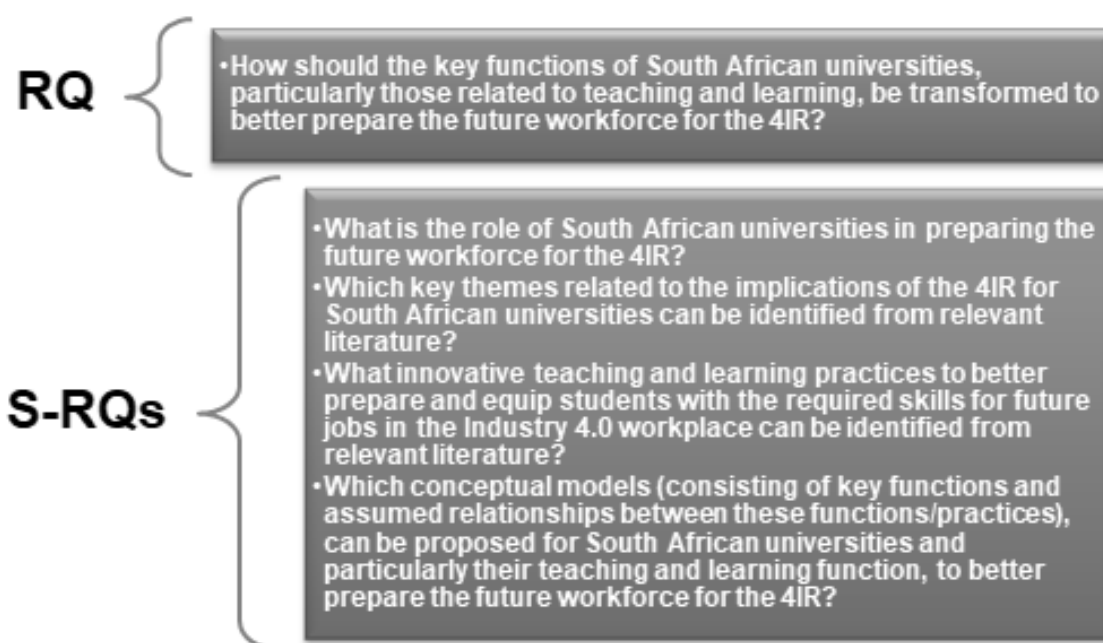 RQ
•How should the key functions of South African universities,
particularly those related to teaching and learning, be transformed to
better prepare the future workforce for the 4IR?
S-RQs
•What is the role of South African universities in preparing the
future workforce for the 4IR?
•Which key themes related to the implications of the 4IR for
South African universities can be identified from relevant
literature?
•What innovative teaching and learning practices to better
prepare and equip students with the required skills for future
jobs in the Industry 4.0 workplace can be identified from
relevant literature?
•Which conceptual models (consisting of key functions and
assumed relationships between these functions/practices),
can be proposed for South African universities and
particularly their teaching and learning function, to better
prepare the future workforce for the 4IR?